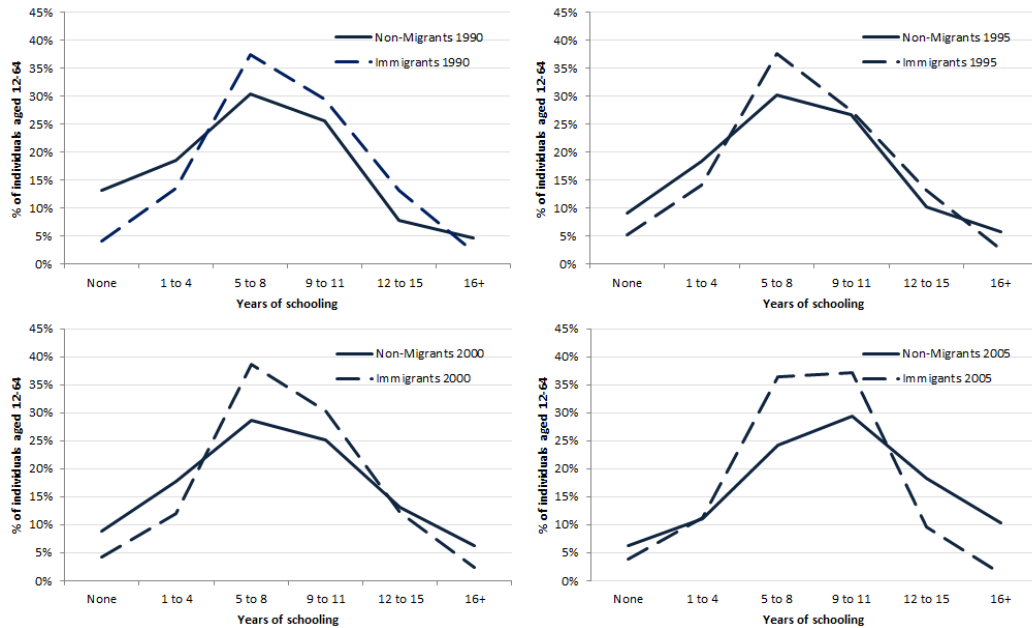 % of individuals aged 12-64
45%
40%
35%
30%
25%
20%
15%
10%
5%
0%
Non-Migrants 1990
Immigrants 1990
None 1 to 4 5 to 8 9 to 11 12 to 15 16+
Years of schooling
% of individuals aged 12-64
45%
40%
35%
30%
25%
20%
15%
10%
5%
0%
Non-Migrants 1995
Immigrants 1995
None 1 to 4 5 to 8 9 to 11 12 to 15 16+
Years of schooling
% of individuals aged 12-64
45%
40%
35%
30%
25%
20%
15%
10%
5%
0%
Non-Migrants 2000
Immigrants 2000
None 1 to 4 5 to 8 9 to 11 12 to 15 16+
Years of schooling
% of individuals aged 12-64
45%
40%
35%
30%
25%
20%
15%
10%
5%
0%
Non-Migrants 2005
Immigants 2005
None 1 to 4 5 to 8 9 to 11 12 to 15 16+
Years of schooling